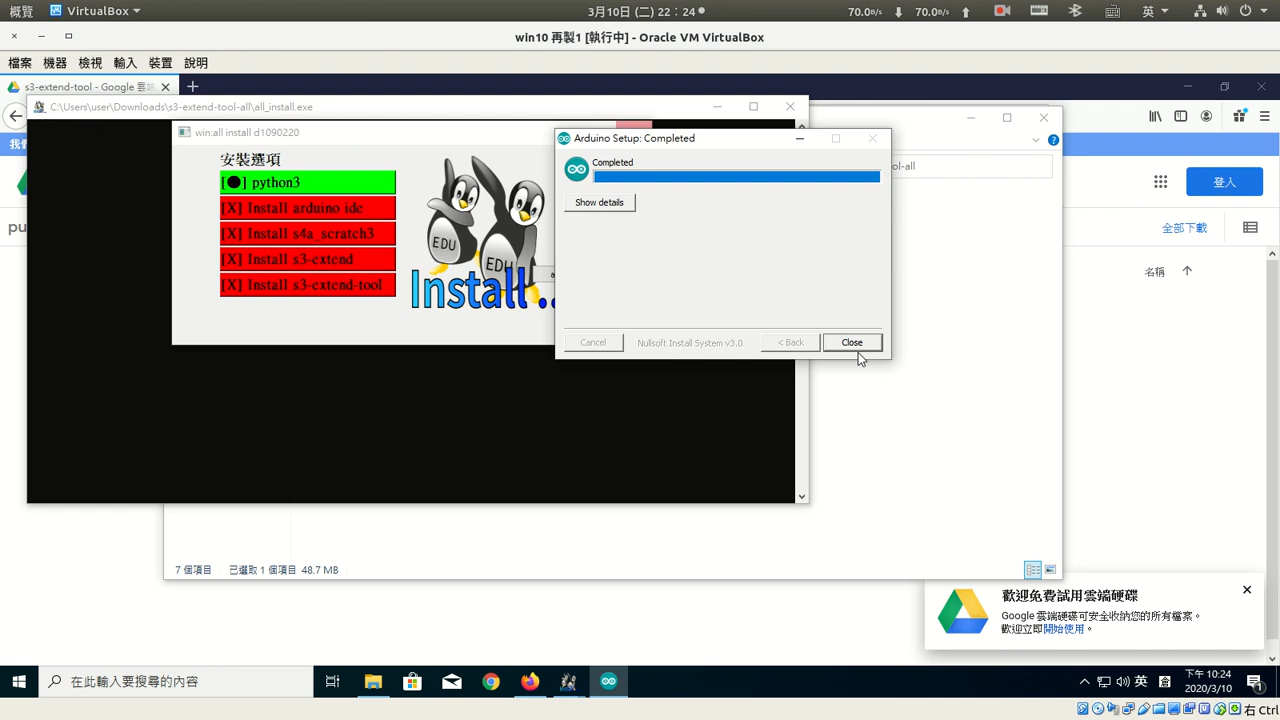 概覽 VirtualBox 3月10日 (二) 22：24 70.0B/s 70.0B/s 英
win10 再製1 [執行中] - Oracle VM VirtualBox
檔案 機器 檢視 輸入 裝置 說明
s3-extend-tool - Google 雲端
C:\Users\user\Downloads\s3-extend-tool-all\all_install.exe
win:all install d1090220
安裝選項
[●] python3
[X] Install arduino ide
[X] Install s4a_scratch3
[X] Install s3-extend
[X] Install s3-extend-tool
EDU
EDU
Install ..
Arduino Setup: Completed
Completed
Show details
Cancel Nullsoft Install System v3.0 < Back Close
ol-all
我們
登入
pu
全部下載
名稱
7 個項目 已選取 1 個項目 48.7 MB
歡迎免費試用雲端硬碟
Google 雲端硬碟可安全收納您的所有檔案。
歡迎立即開始使用。
在此輸入要搜尋的內容
英
下午 10:24
2020/3/10
1
右 Ctrl